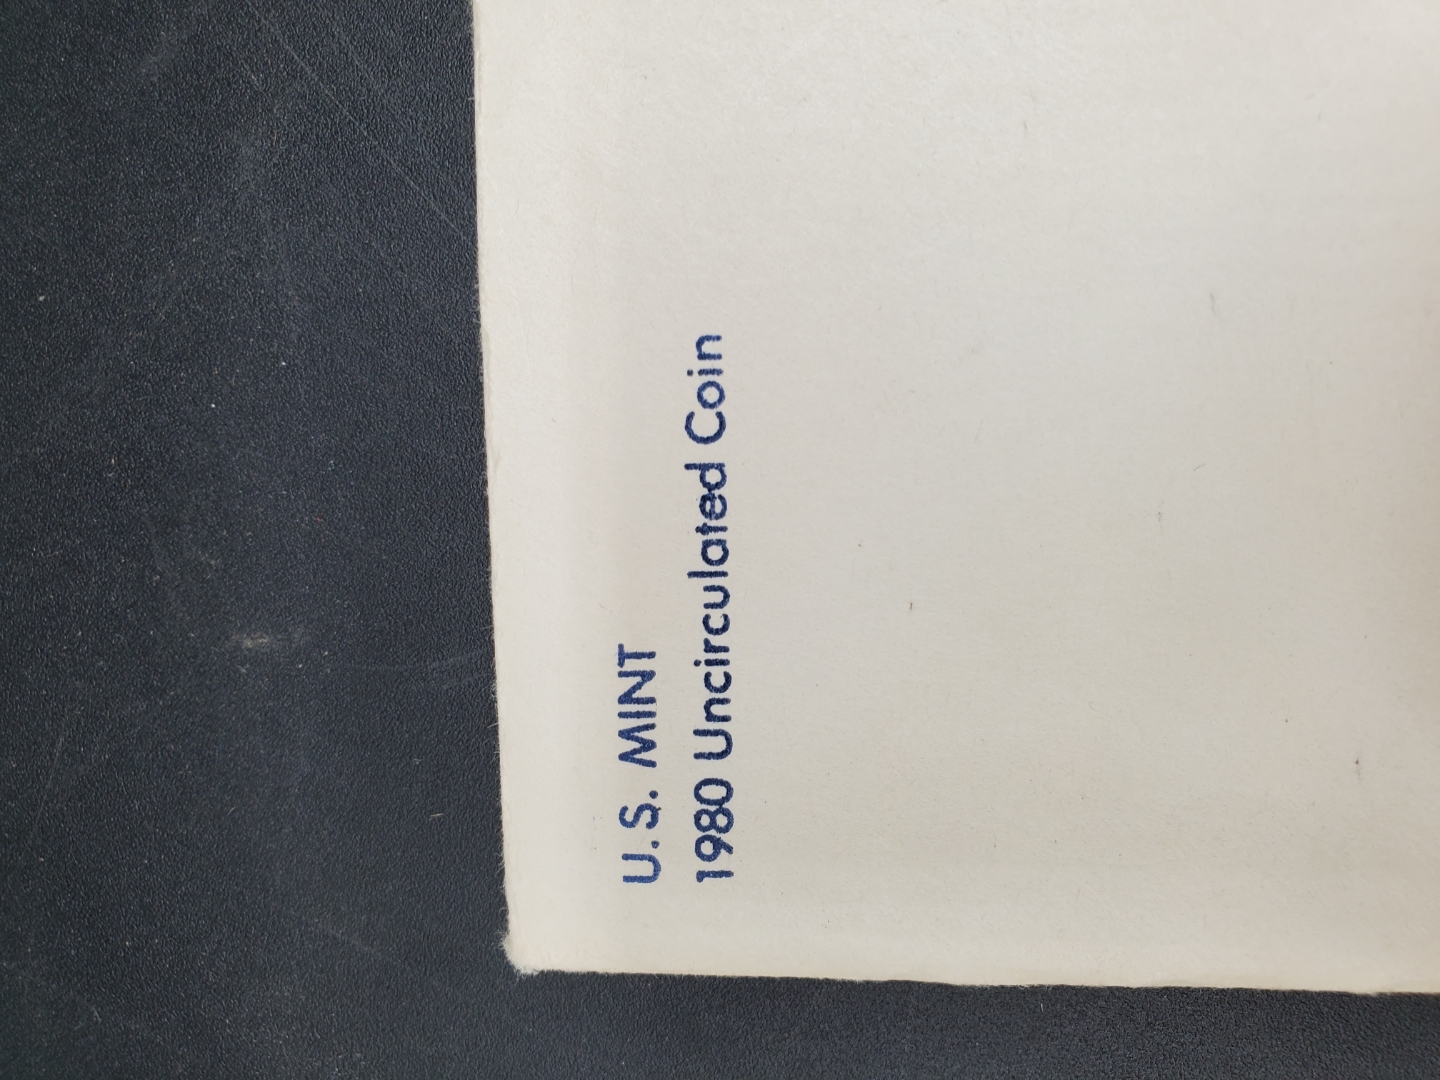 U.S. MINT
1980 Uncirculated Coin